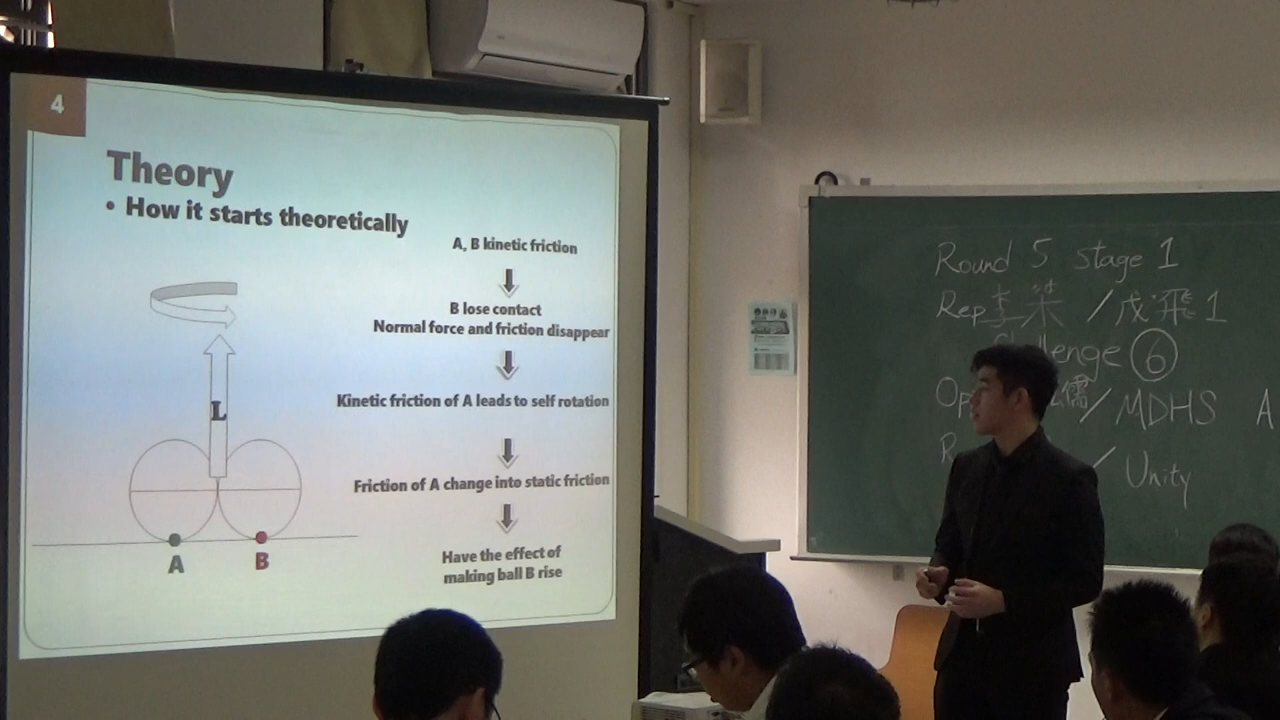 4
Theory
• How it starts theoretically
A, B kinetic friction
B lose contact
Normal force and friction disappear
Kinetic friction of A leads to self rotation
Friction of A change into static friction
Have the effect of
making ball B rise
L
A
B
Round 5 Stage 1
Rep / 飛 1
6
Op 儒 / MDHS A
R / Unity